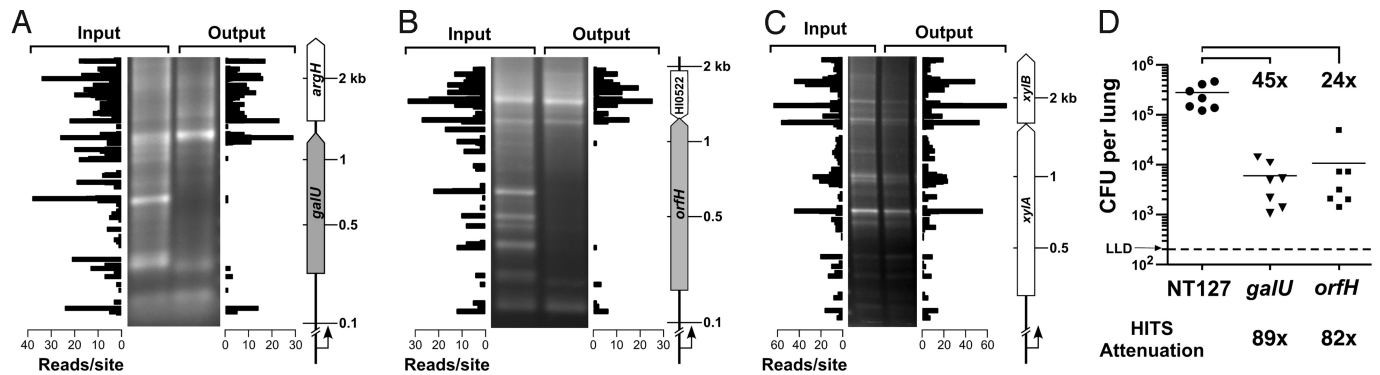 A
Input
Output
argH
2 kb
galU
1
0.5
0.1
40 30 20 10 0
0 10 20 30
Reads/site
B
Input
Output
2 kb
HI0522
1
orfH
0.5
0.1
30 20 10 0
0 10 20 30
Reads/site
C
Input
Output
xylB
2 kb
1
xylA
0.5
60 40 20 0
0 20 40 60
Reads/site
D
CFU per lung
10^6
45x 24x
10^5
10^4
10^3
LLD
10^2
NT127 galU orfH
HITS
Attenuation
89x 82x